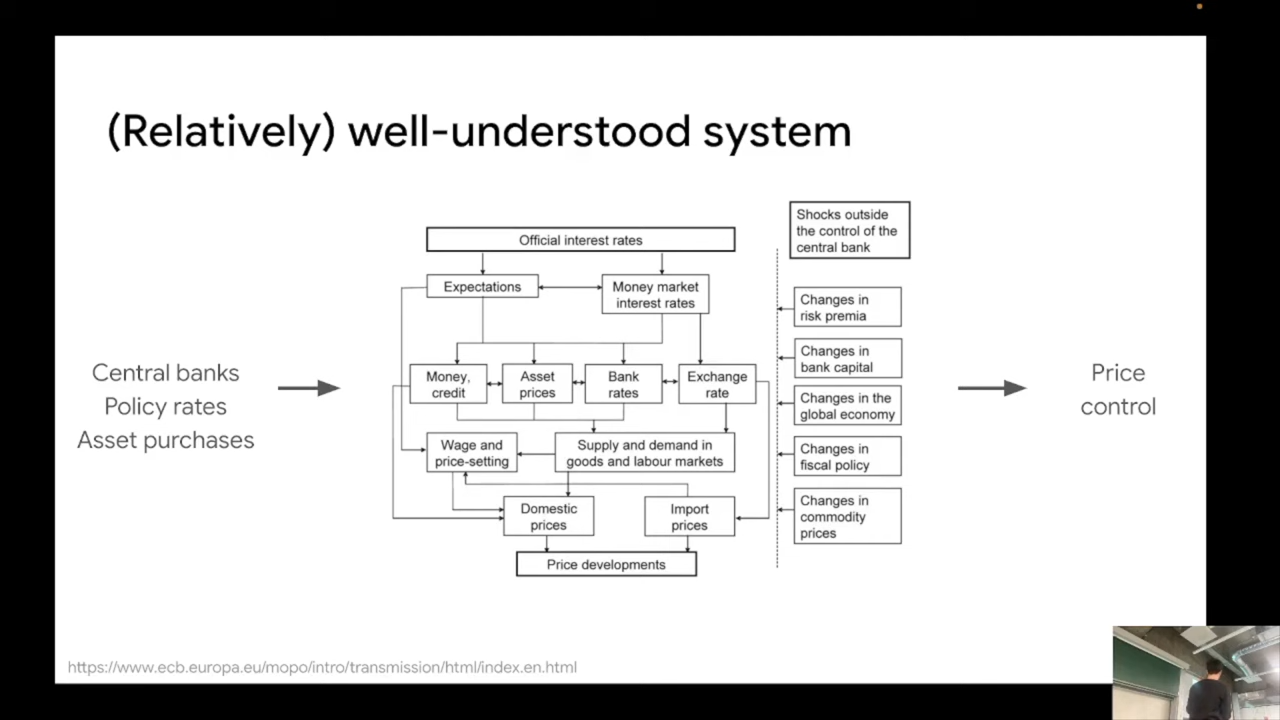 (Relatively) well-understood system
Central banks
Policy rates
Asset purchases
Official interest rates
Expectations
Money market
interest rates
Money,
credit
Asset
prices
Bank
rates
Exchange
rate
Wage and
price-setting
Supply and demand in
goods and labour markets
Domestic
prices
Import
prices
Price developments
Shocks outside
the control of the
central bank
Changes in
risk premia
Changes in
bank capital
Changes in the
global economy
Changes in
fiscal policy
Changes in
commodity
prices
Price
control
https://www.ecb.europa.eu/mopo/intro/transmission/html/index.en.html